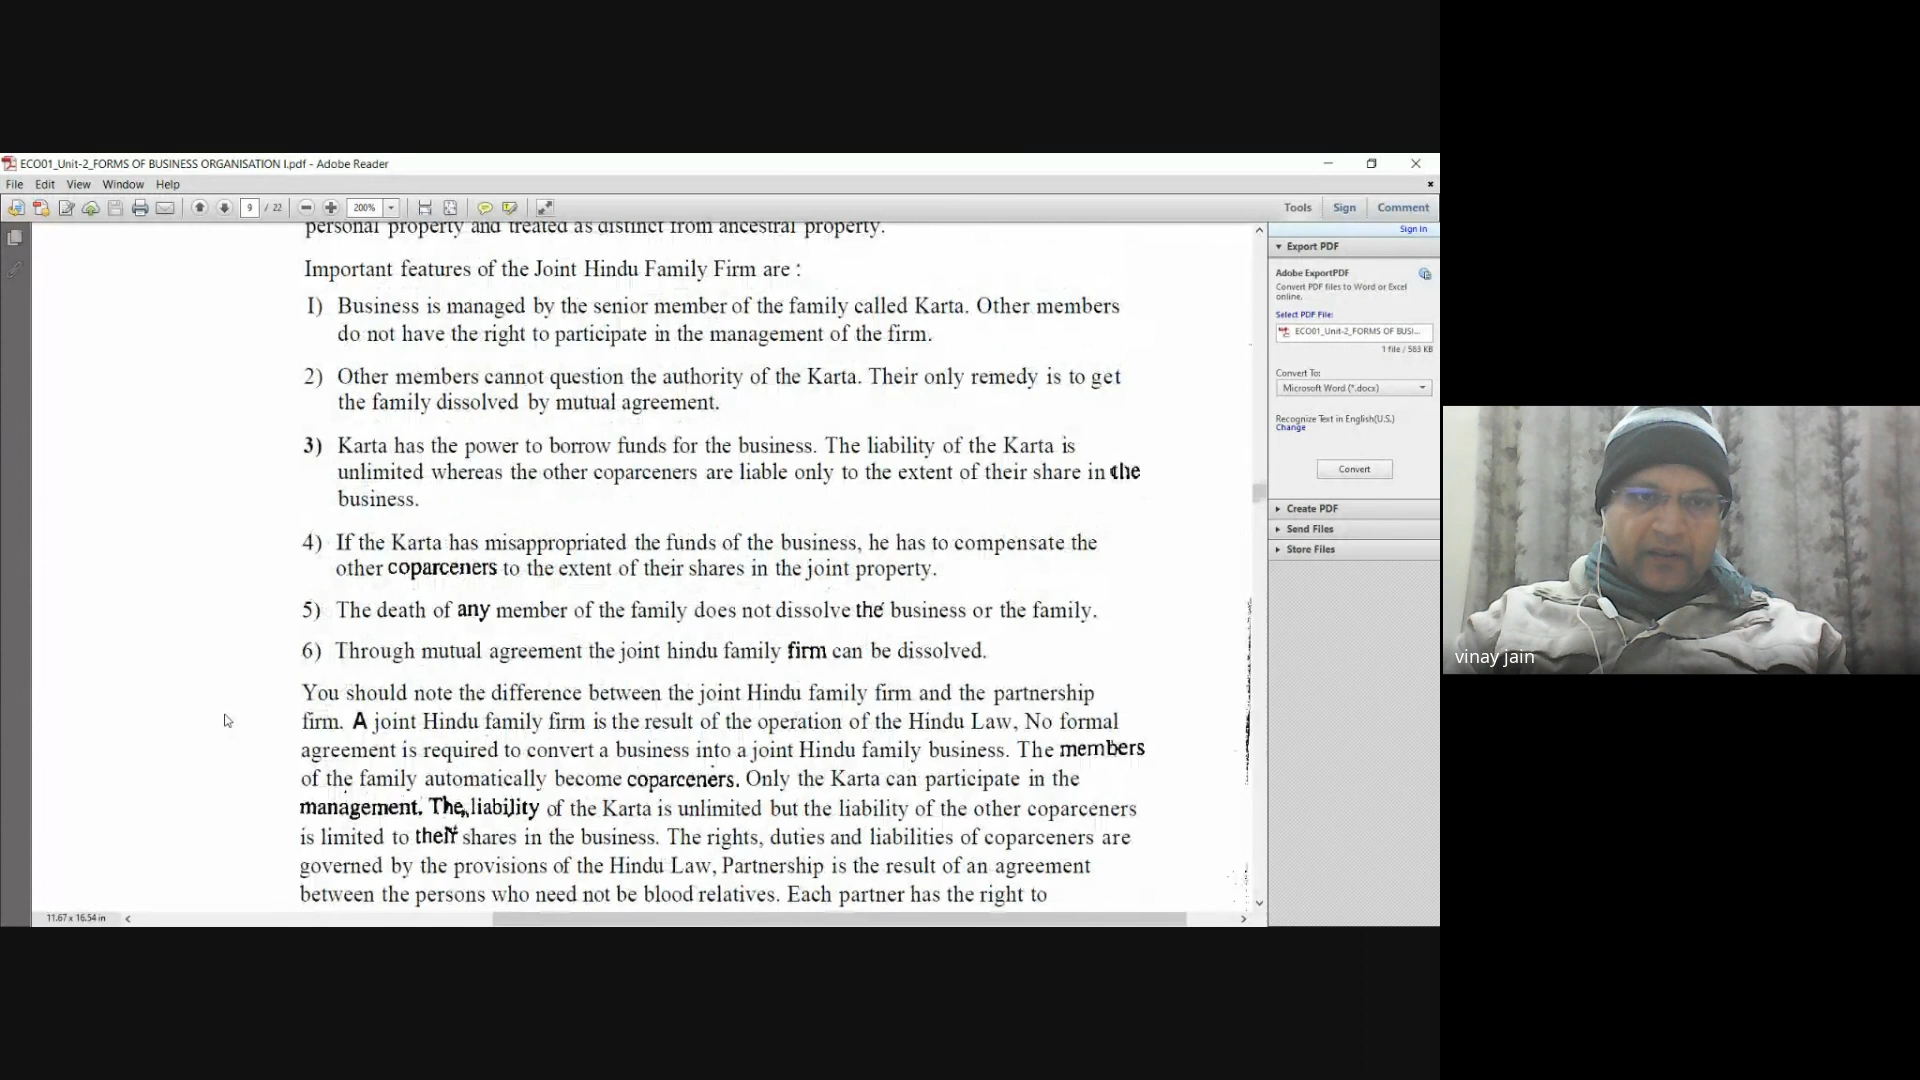 ECO01_Unit-2_FORMS OF BUSINESS ORGANISATION I.pdf - Adobe Reader
File Edit View Window Help
9 / 22 200% Tools Sign Comment
Sign In
personal property and treated as distinct from ancestral property.
Important features of the Joint Hindu Family Firm are :
1) Business is managed by the senior member of the family called Karta. Other members
do not have the right to participate in the management of the firm.
2) Other members cannot question the authority of the Karta. Their only remedy is to get
the family dissolved by mutual agreement.
3) Karta has the power to borrow funds for the business. The liability of the Karta is
unlimited whereas the other coparceners are liable only to the extent of their share in the
business.
4) If the Karta has misappropriated the funds of the business, he has to compensate the
other coparceners to the extent of their shares in the joint property.
5) The death of any member of the family does not dissolve the business or the family.
6) Through mutual agreement the joint hindu family firm can be dissolved.
You should note the difference between the joint Hindu family firm and the partnership
firm. A joint Hindu family firm is the result of the operation of the Hindu Law, No formal
agreement is required to convert a business into a joint Hindu family business. The members
of the family automatically become coparceners. Only the Karta can participate in the
management. The liability of the Karta is unlimited but the liability of the other coparceners
is limited to their shares in the business. The rights, duties and liabilities of coparceners are
governed by the provisions of the Hindu Law, Partnership is the result of an agreement
between the persons who need not be blood relatives. Each partner has the right to
11.67 x 16.54 in
Export PDF
Adobe ExportPDF
Convert PDF files to Word or Excel
online.
Select PDF File:
ECO01_Unit-2_FORMS OF BUSI...
1 file / 583 KB
Convert To:
Microsoft Word (*.docx)
Recognize Text in English(U.S.)
Change
Convert
Create PDF
Send Files
Store Files
vinay jain